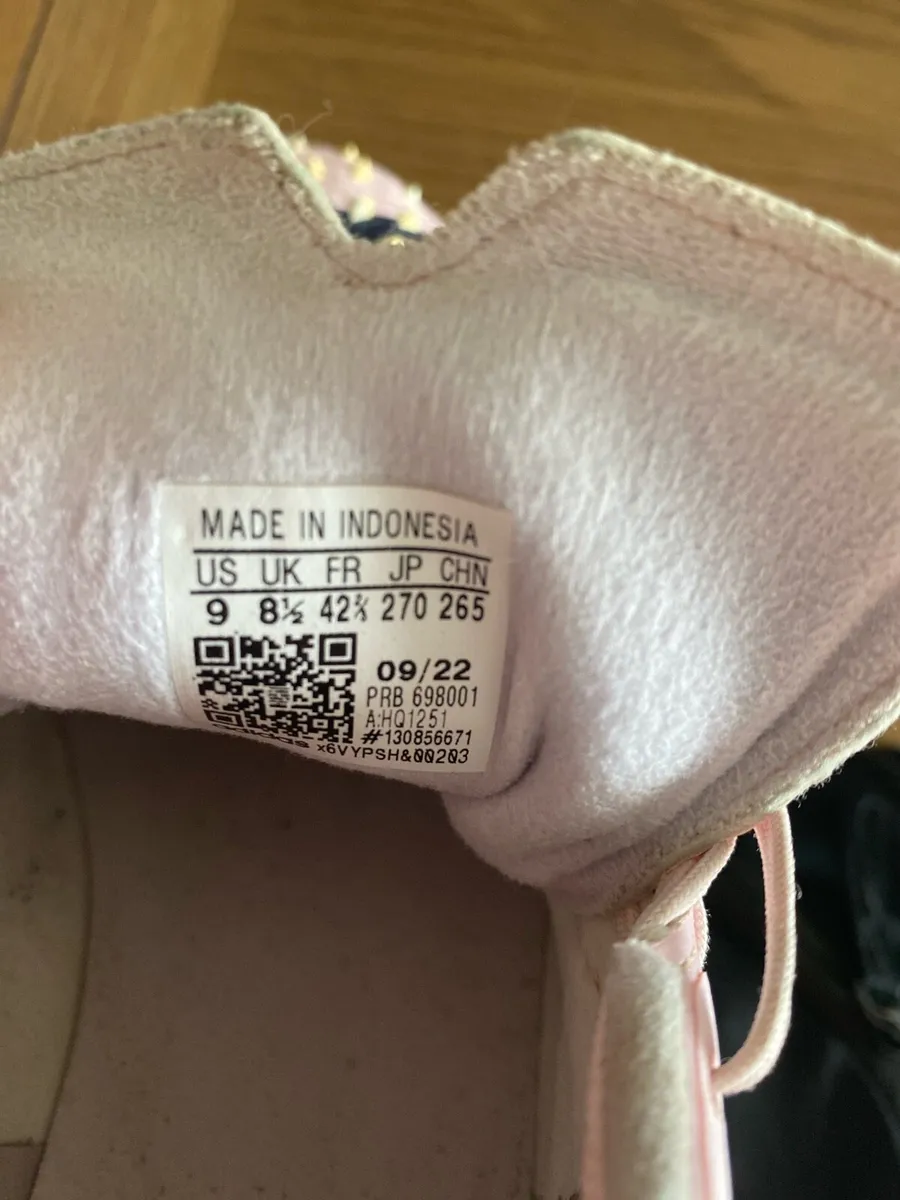 MADE IN INDONESIA
US UK FR JP CHN
9 8½ 42⅔ 270 265
09/22
PRB 698001
A:HQ1251
#130856671
adidas x6VYPSH&00203